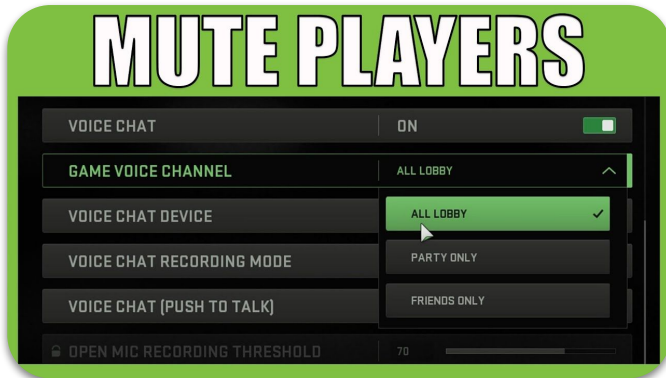 MUTE PLAYERS
VOICE CHAT ON
GAME VOICE CHANNEL ALL LOBBY
VOICE CHAT DEVICE ALL LOBBY
VOICE CHAT RECORDING MODE PARTY ONLY
VOICE CHAT (PUSH TO TALK) FRIENDS ONLY
OPEN MIC RECORDING THRESHOLD 70